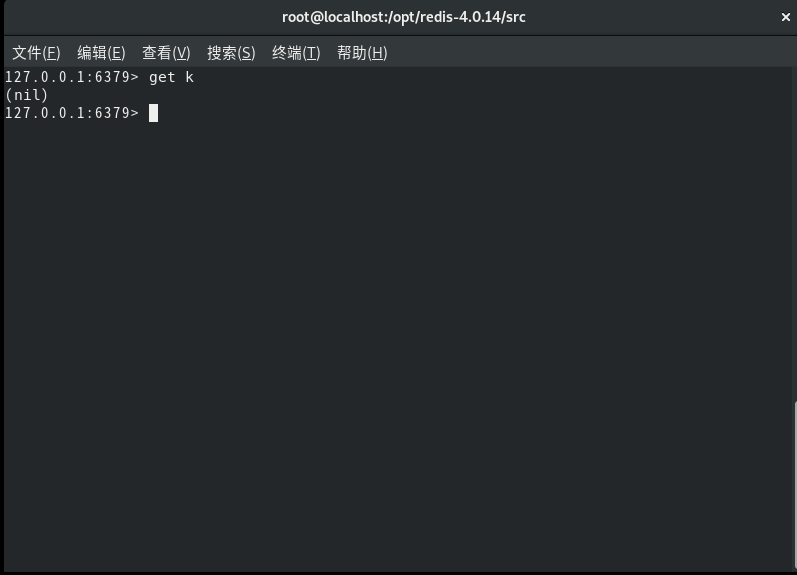 root@localhost:/opt/redis-4.0.14/src
文件(F) 编辑(E) 查看(V) 搜索(S) 终端(T) 帮助(H)
127.0.0.1:6379> get k
(nil)
127.0.0.1:6379>